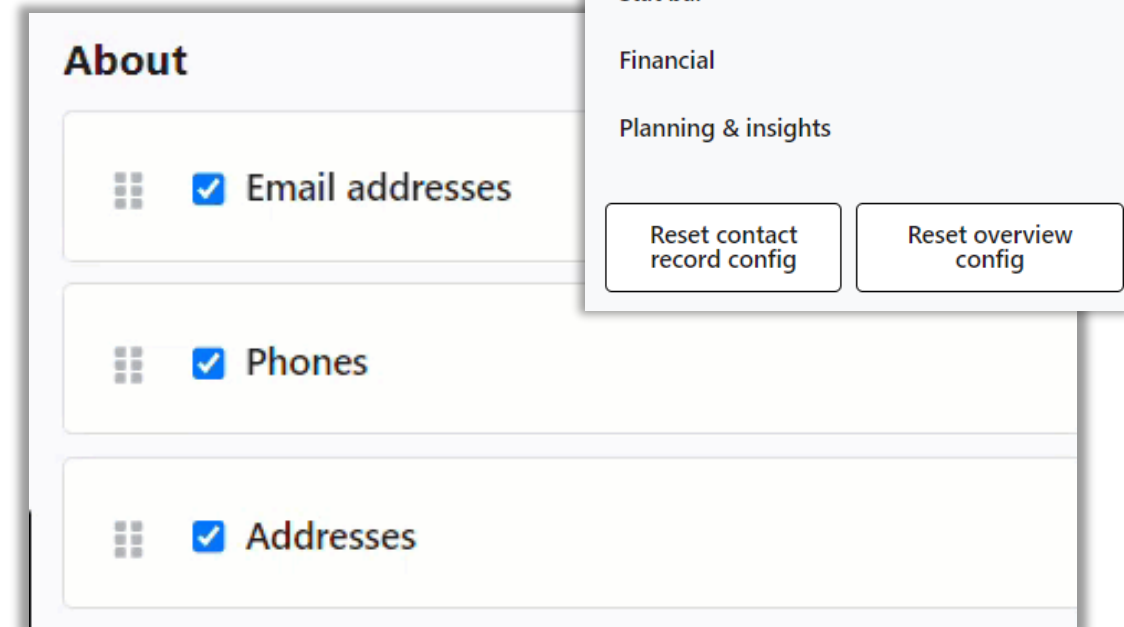 About
Email addresses
Phones
Addresses
Financial
Planning & insights
Reset contact
record config
Reset overview
config